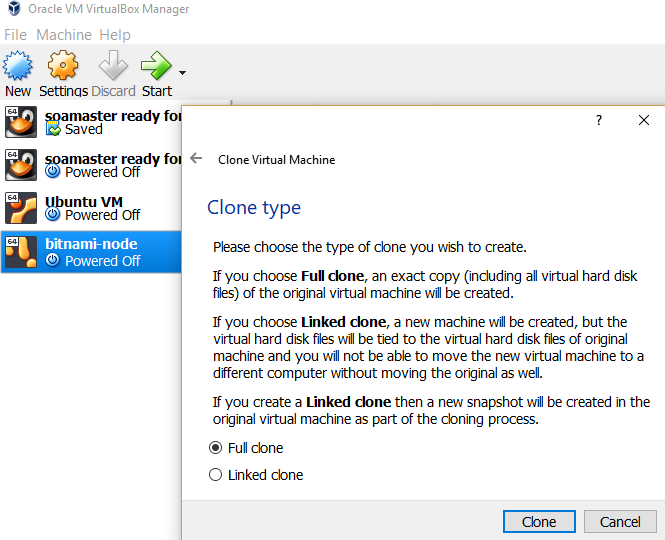 Oracle VM VirtualBox Manager
File Machine Help
New Settings Discard Start
64 soamaster ready for
Saved
64 soamaster ready for
Powered Off
64 Ubuntu VM
Powered Off
64 bitnami-node
Powered Off
?
Clone Virtual Machine
Clone type
Please choose the type of clone you wish to create.
If you choose Full clone, an exact copy (including all virtual hard disk
files) of the original virtual machine will be created.
If you choose Linked clone, a new machine will be created, but the
virtual hard disk files will be tied to the virtual hard disk files of original
machine and you will not be able to move the new virtual machine to a
different computer without moving the original as well.
If you create a Linked clone then a new snapshot will be created in the
original virtual machine as part of the cloning process.
Full clone
Linked clone
Clone Cancel